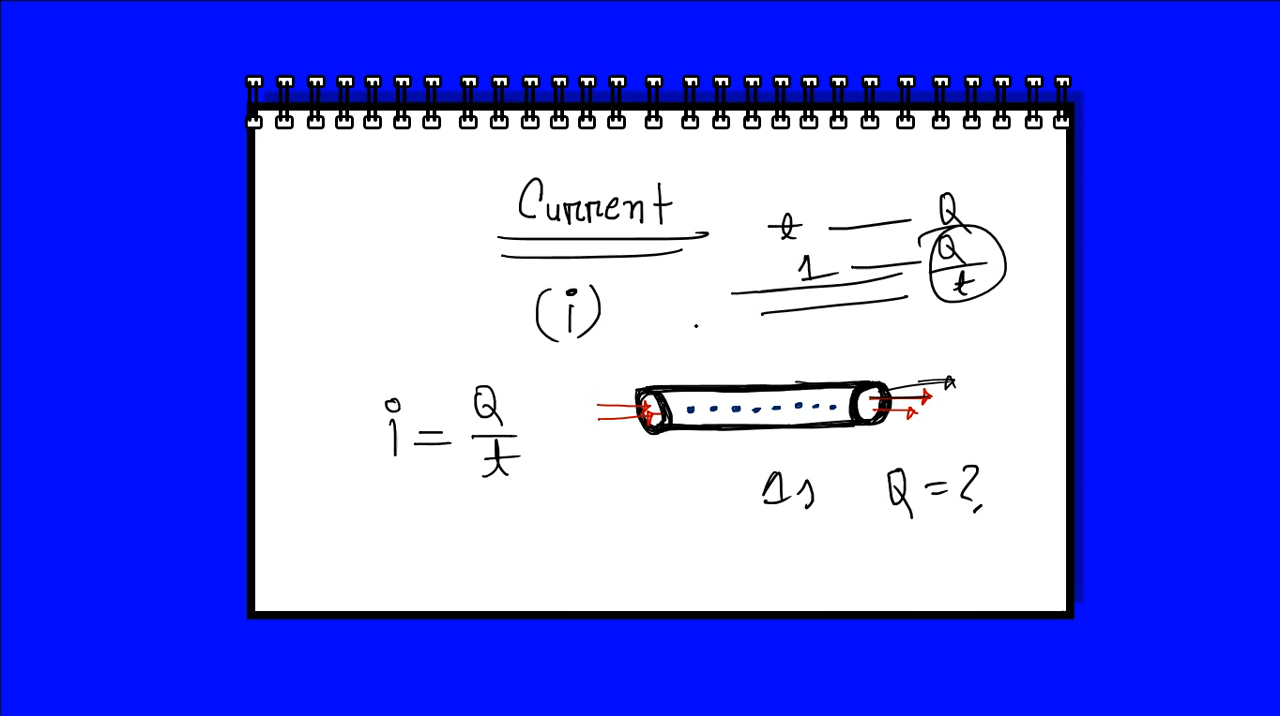 Current
(i)
t — Q
1 — Q/t
i = Q/t
1s Q = ?